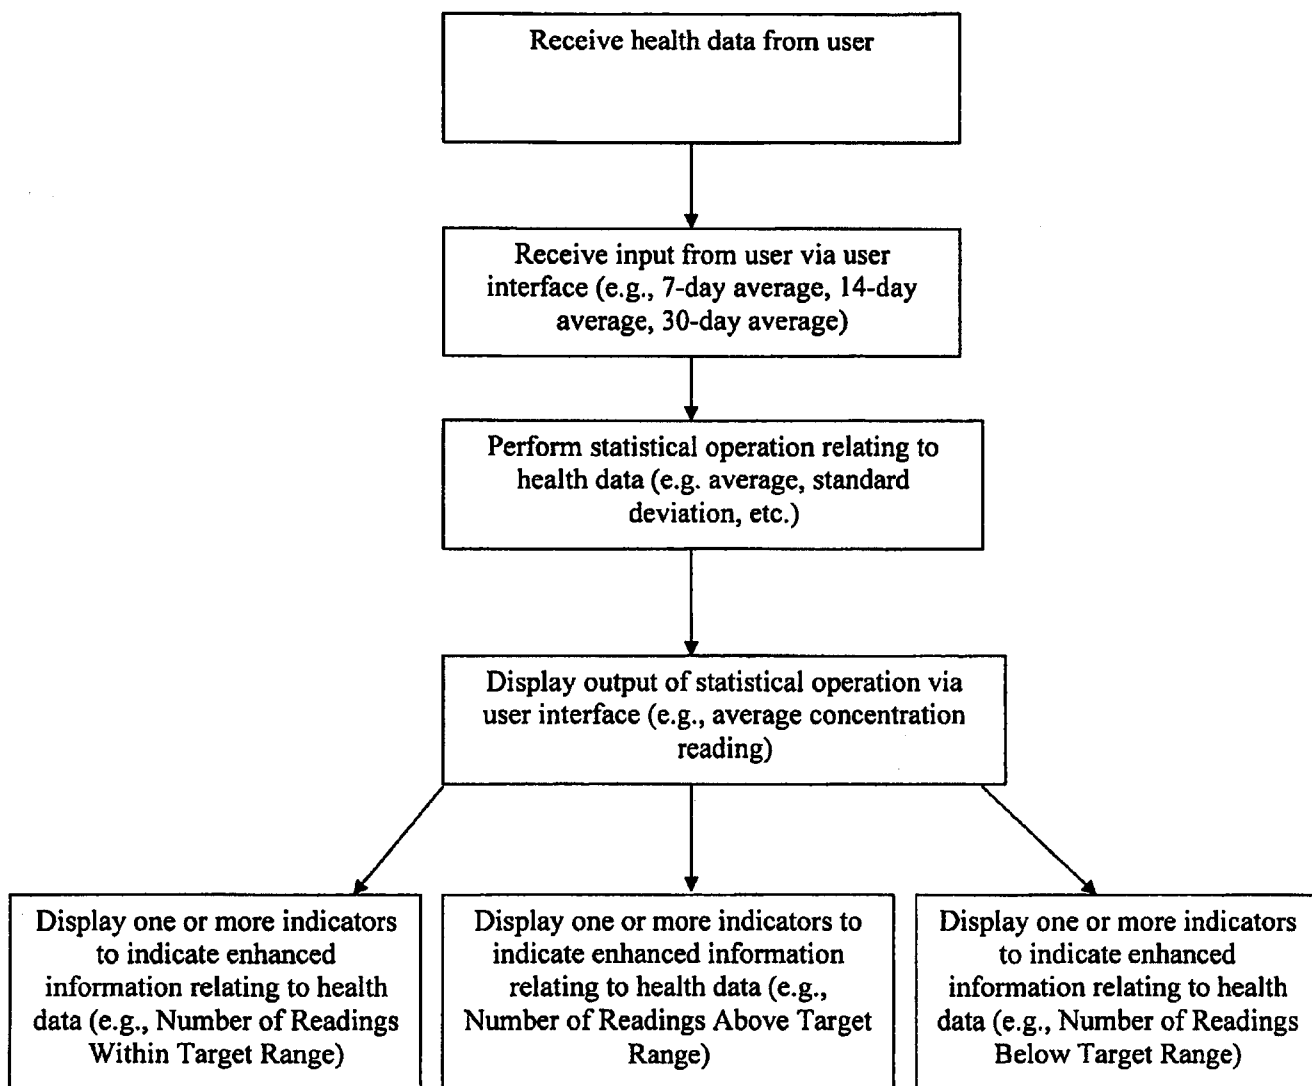 Receive health data from user
Receive input from user via user
interface (e.g., 7-day average, 14-day
average, 30-day average)
Perform statistical operation relating to
health data (e.g. average, standard
deviation, etc.)
Display output of statistical operation via
user interface (e.g., average concentration
reading)
Display one or more indicators
to indicate enhanced
information relating to health
data (e.g., Number of Readings
Within Target Range)
Display one or more indicators to
indicate enhanced information
relating to health data (e.g.,
Number of Readings Above Target
Range)
Display one or more indicators
to indicate enhanced
information relating to health
data (e.g., Number of Readings
Below Target Range)